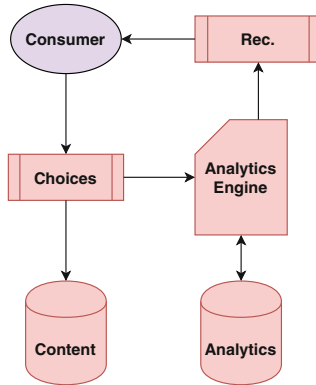 Consumer
Rec.
Choices
Analytics
Engine
Content
Analytics